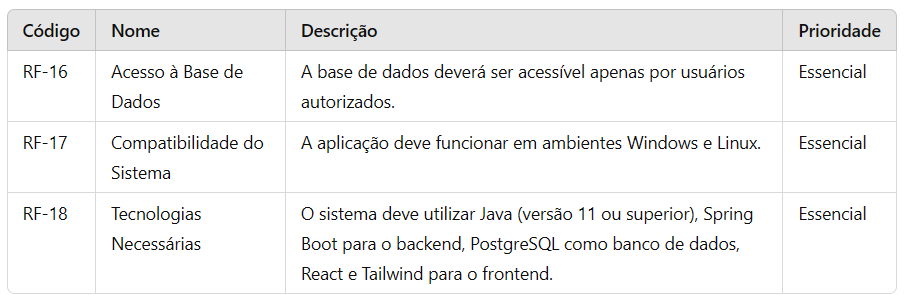 Código Nome Descrição Prioridade
RF-16 Acesso à Base de A base de dados deverá ser acessível apenas por usuários Essencial
Dados autorizados.
RF-17 Compatibilidade do A aplicação deve funcionar em ambientes Windows e Linux. Essencial
Sistema
RF-18 Tecnologias O sistema deve utilizar Java (versão 11 ou superior), Spring Essencial
Necessárias Boot para o backend, PostgreSQL como banco de dados,
React e Tailwind para o frontend.